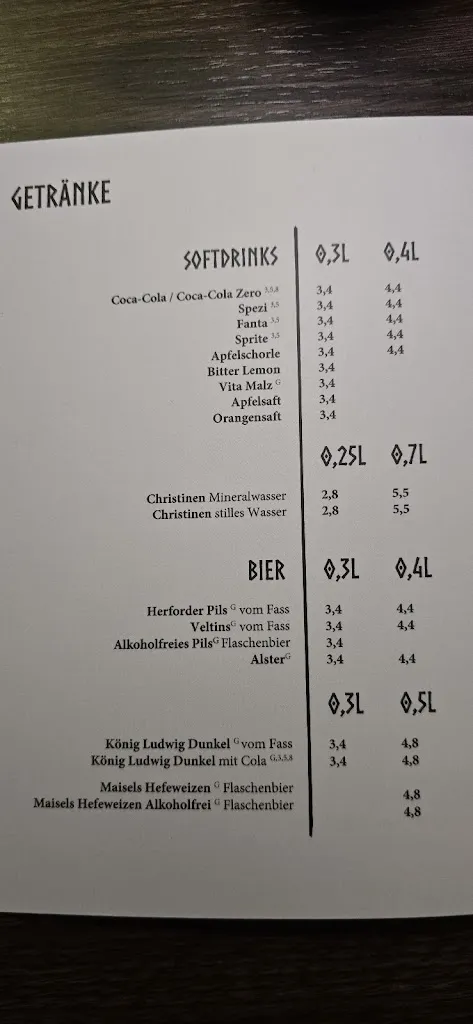 GETRÄNKE
SOFTDRINKS 0,3L 0,4L
Coca-Cola / Coca-Cola Zero 3,5,8 3,4 4,4
Spezi 3,5 3,4 4,4
Fanta 3,5 3,4 4,4
Sprite 3,5 3,4 4,4
Apfelschorle 3,4 4,4
Bitter Lemon 3,4
Vita Malz G 3,4
Apfelsaft 3,4
Orangensaft 3,4
0,25L 0,7L
Christinen Mineralwasser 2,8 5,5
Christinen stilles Wasser 2,8 5,5
BIER 0,3L 0,4L
Herforder Pils G vom Fass 3,4 4,4
Veltins G vom Fass 3,4 4,4
Alkoholfreies Pils G Flaschenbier 3,4
Alster G 3,4 4,4
0,3L 0,5L
König Ludwig Dunkel G vom Fass 3,4 4,8
König Ludwig Dunkel mit Cola G,3,5,8 3,4 4,8
Maisels Hefeweizen G Flaschenbier 4,8
Maisels Hefeweizen Alkoholfrei G Flaschenbier 4,8